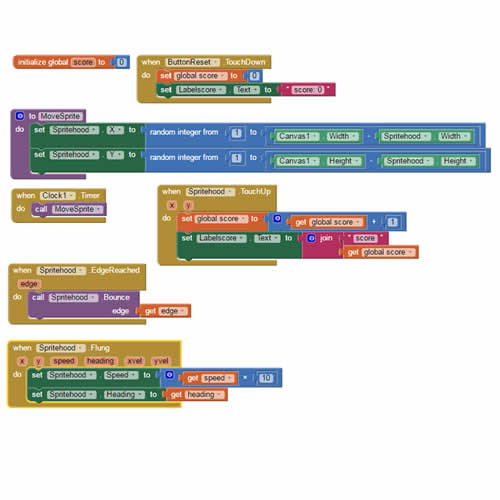 initialize global score to 0
when ButtonReset .TouchDown
do set global score to 0
set Labelscore . Text to " score: 0 "
to MoveSprite
do set Spritehood . X to random integer from 1 to Canvas1 . Width - Spritehood . Width
set Spritehood . Y to random integer from 1 to Canvas1 . Height - Spritehood . Height
when Clock1 .Timer
do call MoveSprite
when Spritehood .TouchUp
x y
do set global score to get global score + 1
set Labelscore . Text to join " score "
get global score
when Spritehood .EdgeReached
edge
do call Spritehood .Bounce
edge get edge
when Spritehood .Flung
x y speed heading xvel yvel
do set Spritehood . Speed to get speed × 10
set Spritehood . Heading to get heading